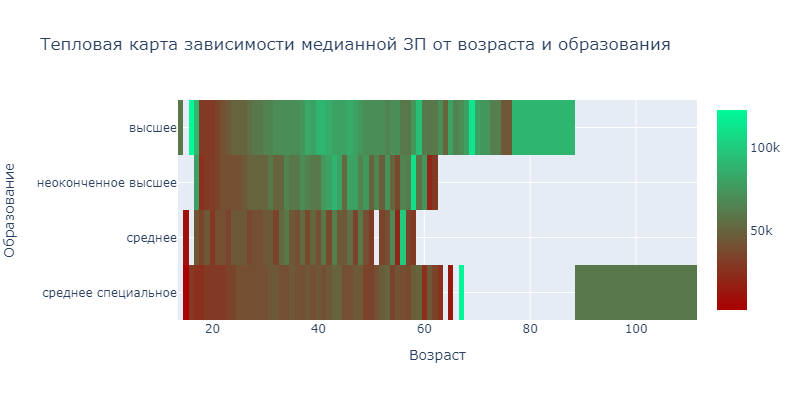 Тепловая карта зависимости медианной ЗП от возраста и образования
Образование
высшее
неоконченное высшее
среднее
среднее специальное
20 40 60 80 100
Возраст
100k
50k